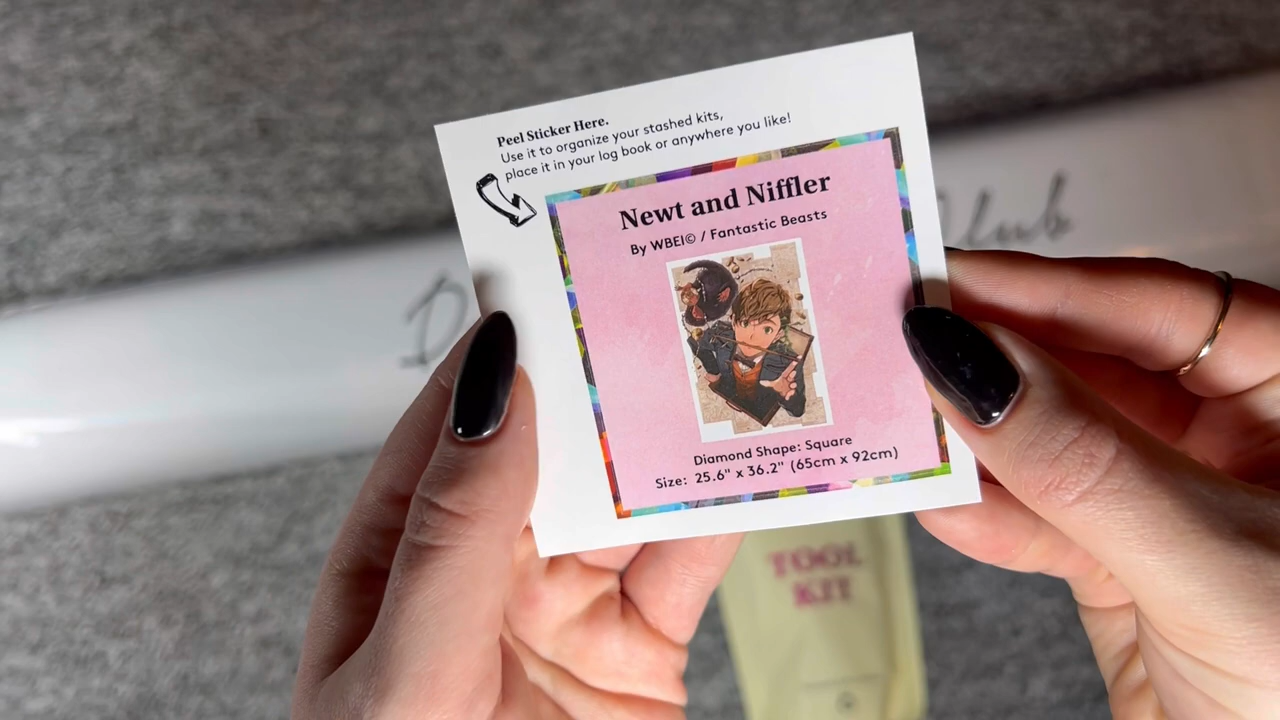 Peel Sticker Here.
Use it to organize your stashed kits,
place it in your log book or anywhere you like!
Newt and Niffler
By WBEI© / Fantastic Beasts
Diamond Shape: Square
Size: 25.6" x 36.2" (65cm x 92cm)
TOOL
KIT